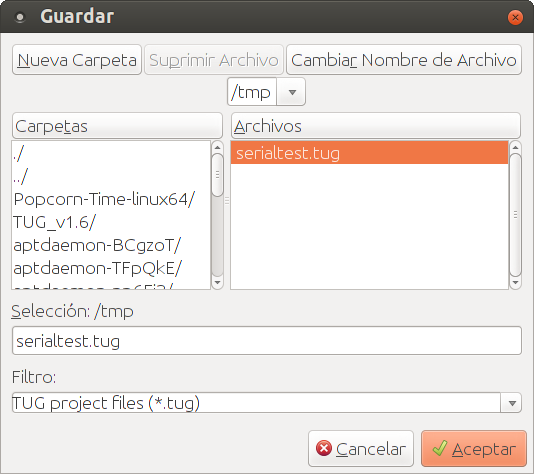 Guardar
Nueva Carpeta Suprimir Archivo Cambiar Nombre de Archivo
/tmp
Carpetas Archivos
./ serialtest.tug
../
Popcorn-Time-linux64/
TUG_v1.6/
aptdaemon-BCgzoT/
aptdaemon-TFpQkE/
Selección: /tmp
serialtest.tug
Filtro:
TUG project files (*.tug)
Cancelar Aceptar